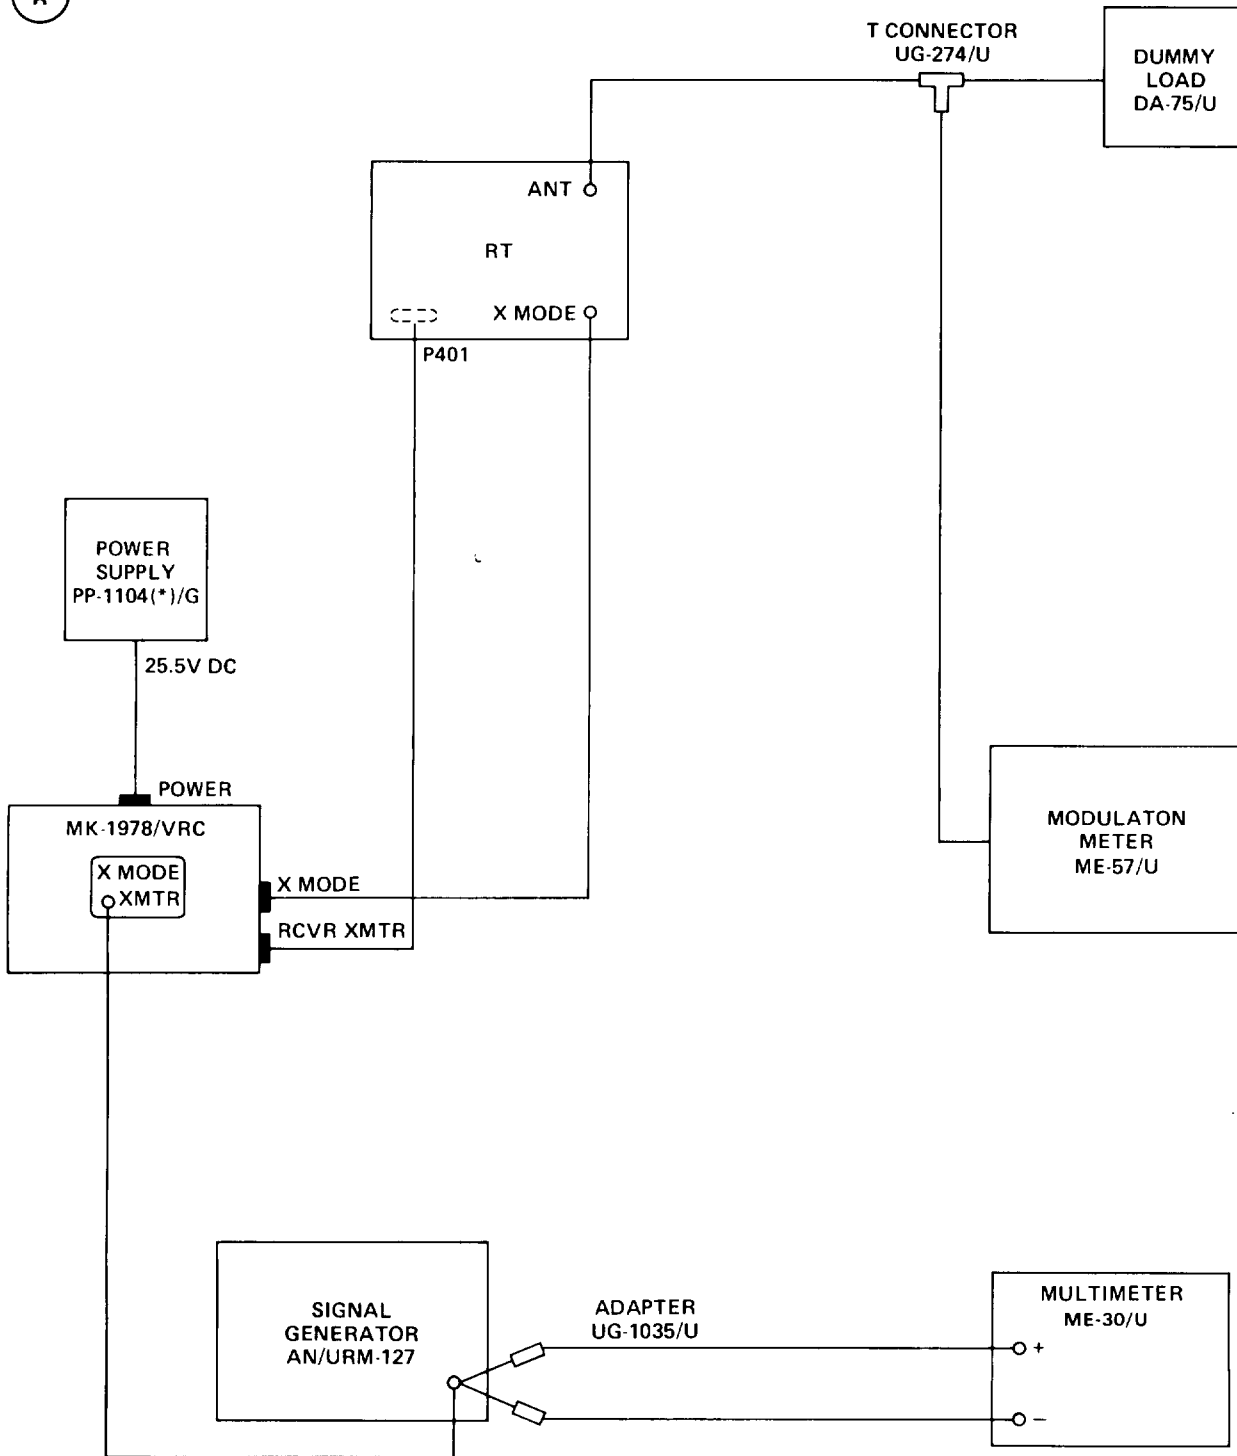 T CONNECTOR
UG-274/U
DUMMY
LOAD
DA-75/U
ANT
RT
X MODE
P401
POWER
SUPPLY
PP-1104(*)/G
25.5V DC
POWER
MK-1978/VRC
X MODE
XMTR
X MODE
RCVR XMTR
MODULATON
METER
ME-57/U
SIGNAL
GENERATOR
AN/URM-127
ADAPTER
UG-1035/U
MULTIMETER
ME-30/U
+
−